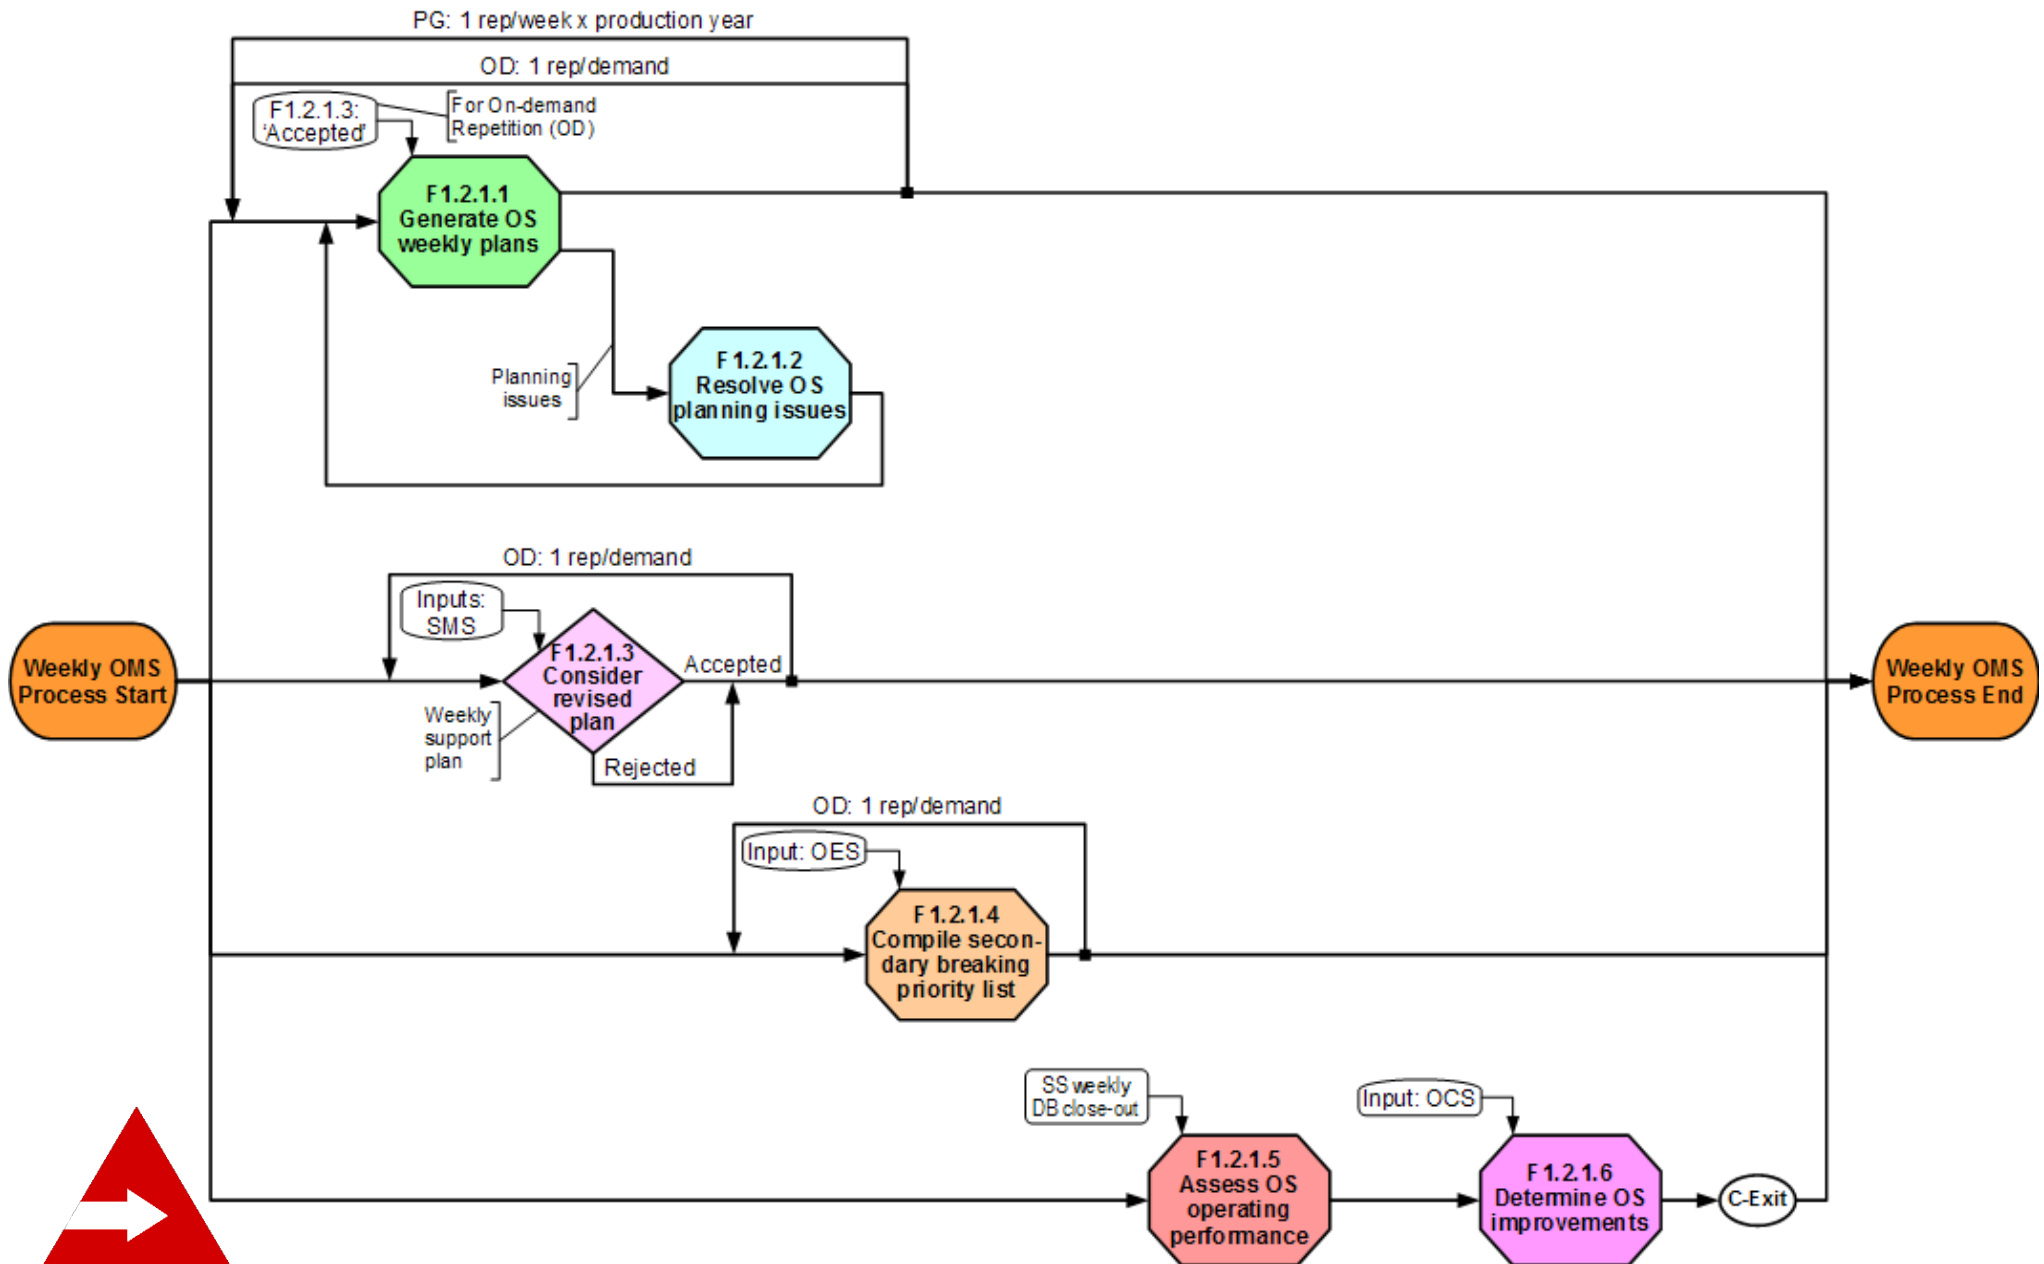 PG: 1 rep/week x production year
OD: 1 rep/demand
F1.2.1.3:
'Accepted'
For On-demand
Repetition (OD)
F1.2.1.1
Generate OS
weekly plans
Planning
issues
F1.2.1.2
Resolve OS
planning issues
OD: 1 rep/demand
Inputs:
SMS
Weekly OMS
Process Start
F1.2.1.3
Consider
revised
plan
Accepted
Rejected
Weekly
support
plan
Weekly OMS
Process End
OD: 1 rep/demand
Input: OES
F1.2.1.4
Compile secon-
dary breaking
priority list
SS weekly
DB close-out
Input: OCS
F1.2.1.5
Assess OS
operating
performance
F1.2.1.6
Determine OS
improvements
C-Exit